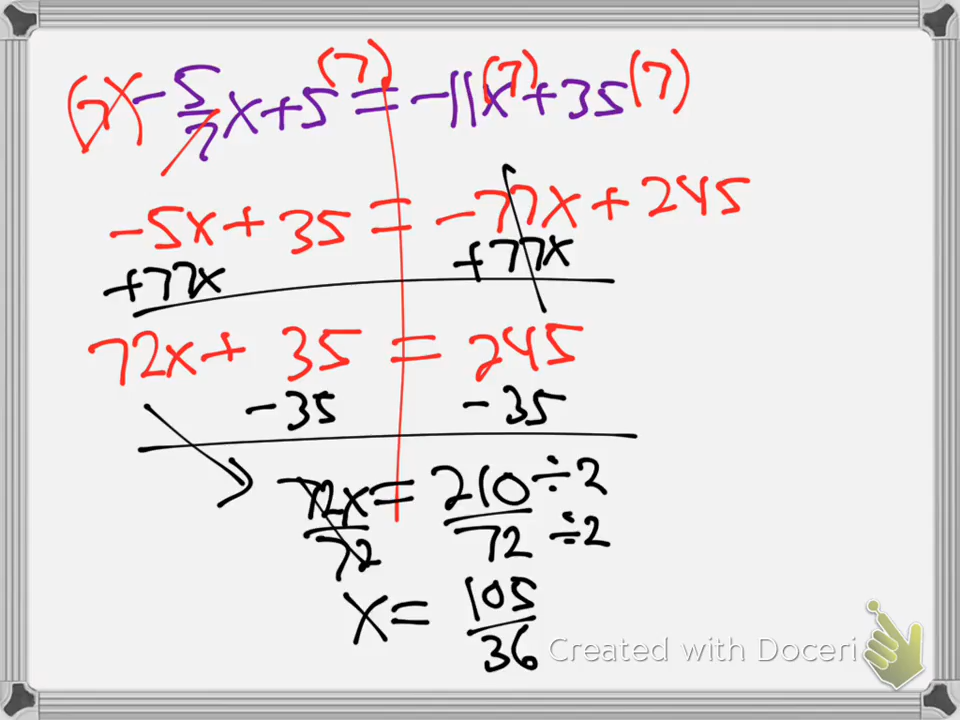 (7) - 5/7 x + 5 (7) = -11x (7) + 35 (7)
-5x + 35 = -77x + 245
+77x +77x
72x + 35 = 245
-35 -35
72x/72 = 210/72 ÷2 ÷2
x = 105/36
Created with Doceri